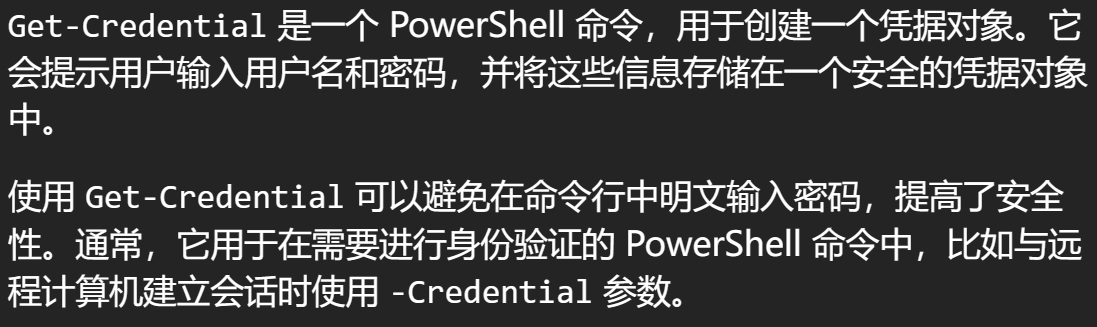 Get-Credential 是一个 PowerShell 命令，用于创建一个凭据对象。它
会提示用户输入用户名和密码，并将这些信息存储在一个安全的凭据对象
中。
使用 Get-Credential 可以避免在命令行中明文输入密码，提高了安全
性。通常，它用于在需要进行身份验证的 PowerShell 命令中，比如与远
程计算机建立会话时使用 -Credential 参数。